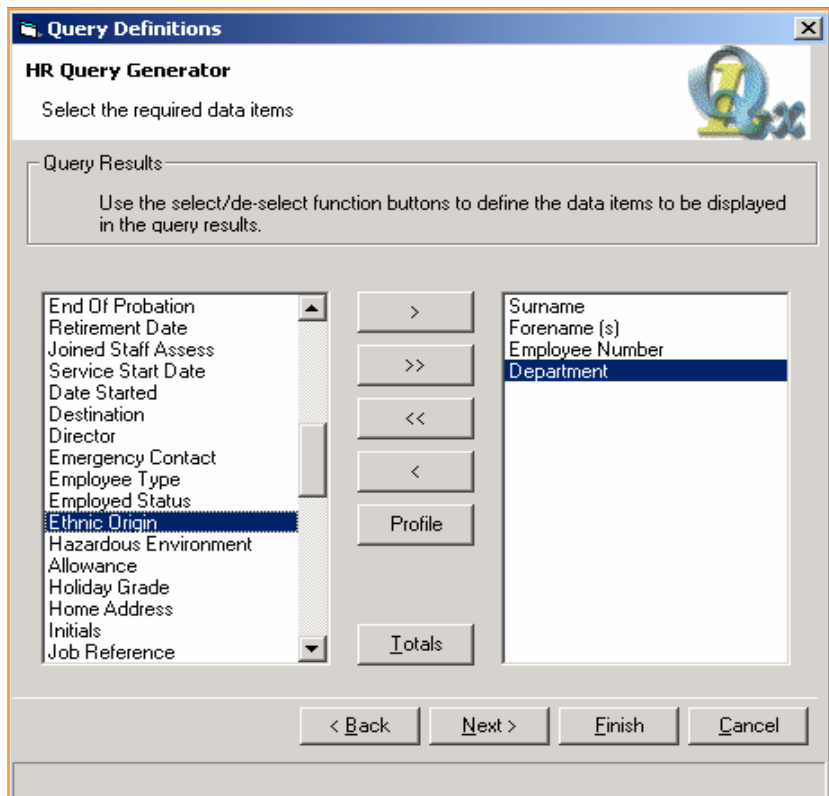 Query Definitions
HR Query Generator
Select the required data items
Query Results
Use the select/de-select function buttons to define the data items to be displayed
in the query results.
End Of Probation
Retirement Date
Joined Staff Assess
Service Start Date
Date Started
Destination
Director
Emergency Contact
Employee Type
Employed Status
Ethnic Origin
Hazardous Environment
Allowance
Holiday Grade
Home Address
Initials
Job Reference
>
>>
<<
<
Profile
Totals
Surname
Forename (s)
Employee Number
Department
< Back
Next >
Finish
Cancel